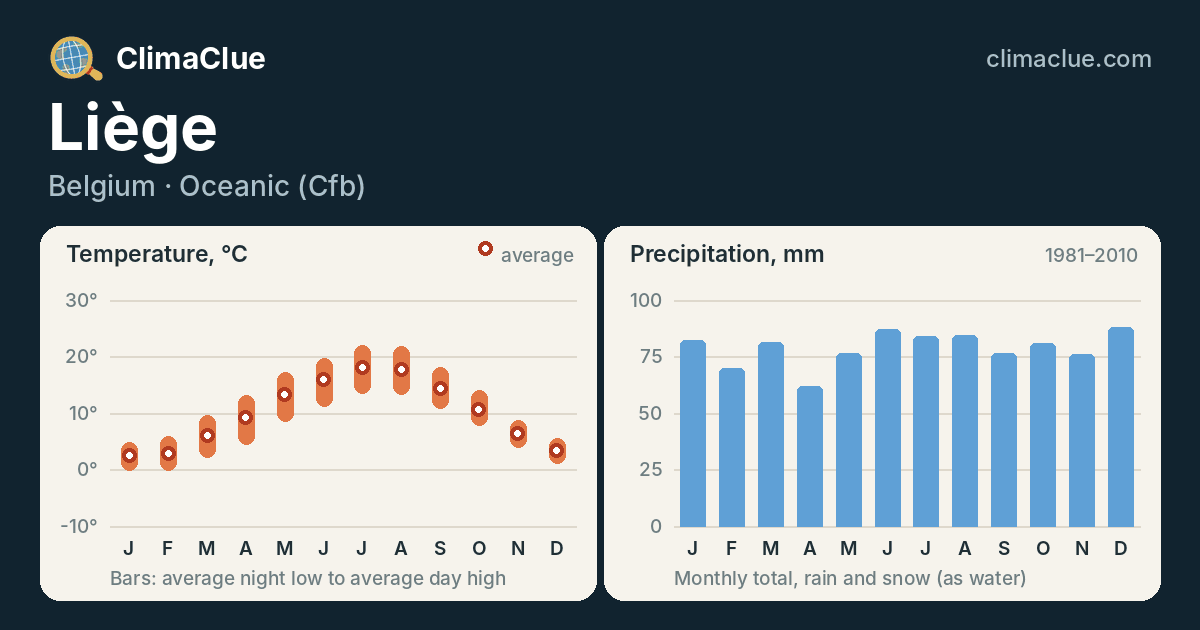 ClimaClue
climaclue.com
Liège
Belgium · Oceanic (Cfb)
Temperature, °C
average
30°
20°
10°
0°
-10°
J F M A M J J A S O N D
Bars: average night low to average day high
Precipitation, mm
1981–2010
100
75
50
25
0
J F M A M J J A S O N D
Monthly total, rain and snow (as water)